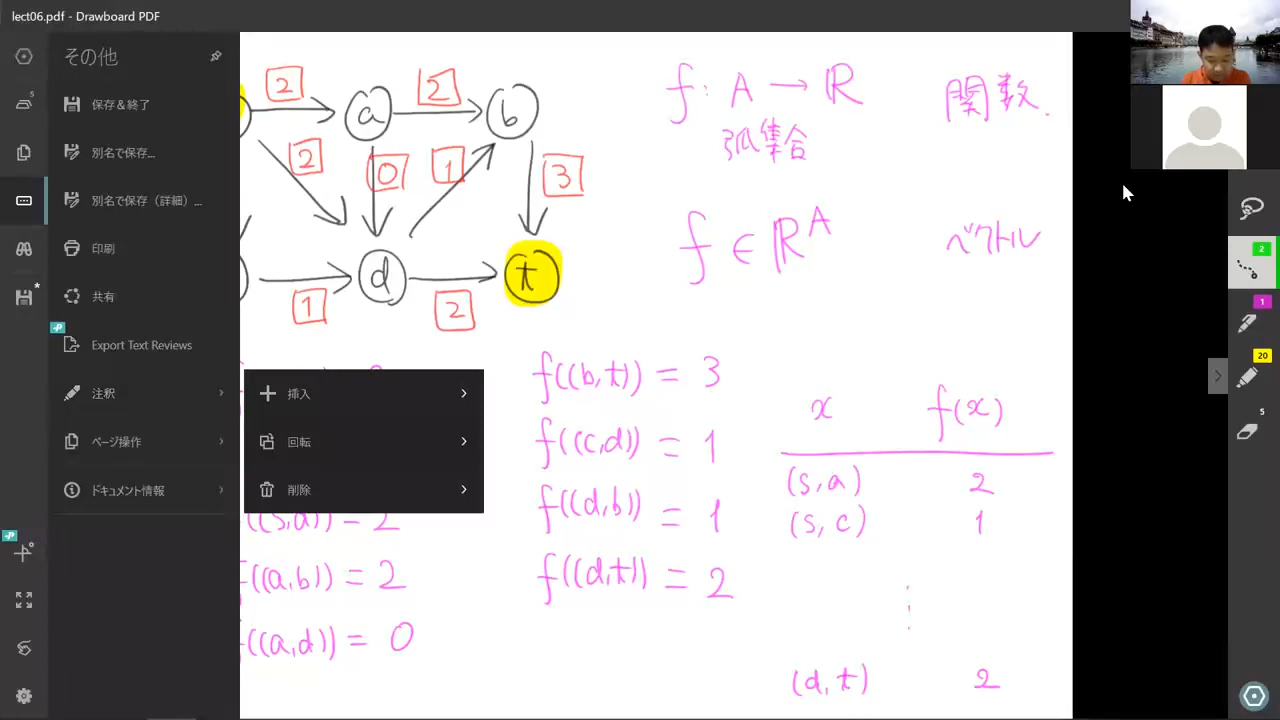 lect06.pdf - Drawboard PDF
その他
保存＆終了
別名で保存...
別名で保存（詳細）...
印刷
共有
Export Text Reviews
注釈
ページ操作
ドキュメント情報
挿入
回転
削除
2
2
a
b
2
0
1
3
d
t
1
2
f: A → ℝ 関数.
弧集合
f ∈ ℝ^A ベクトル
f((s,d)) = 2
f((a,b)) = 2
f((a,d)) = 0
f((b,t)) = 3
f((c,d)) = 1
f((d,b)) = 1
f((d,t)) = 2
x f(x)
(s,a) 2
(s,c) 1
⋮
(d,t) 2
5
2
1
20
5